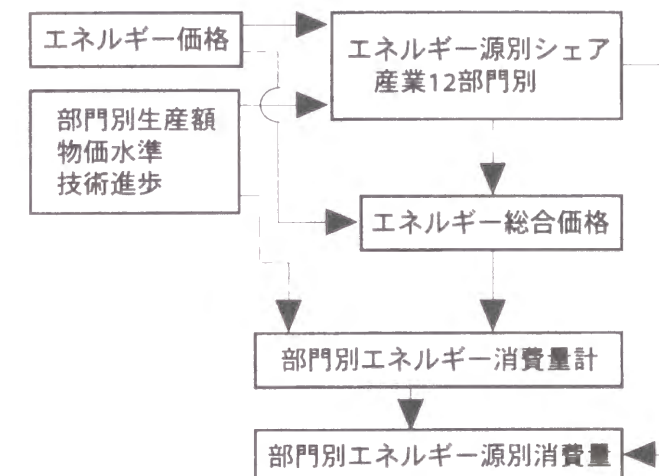 エネルギー価格
エネルギー源別シェア
産業12部門別
部門別生産額
物価水準
技術進歩
エネルギー総合価格
部門別エネルギー消費量計
部門別エネルギー源別消費量